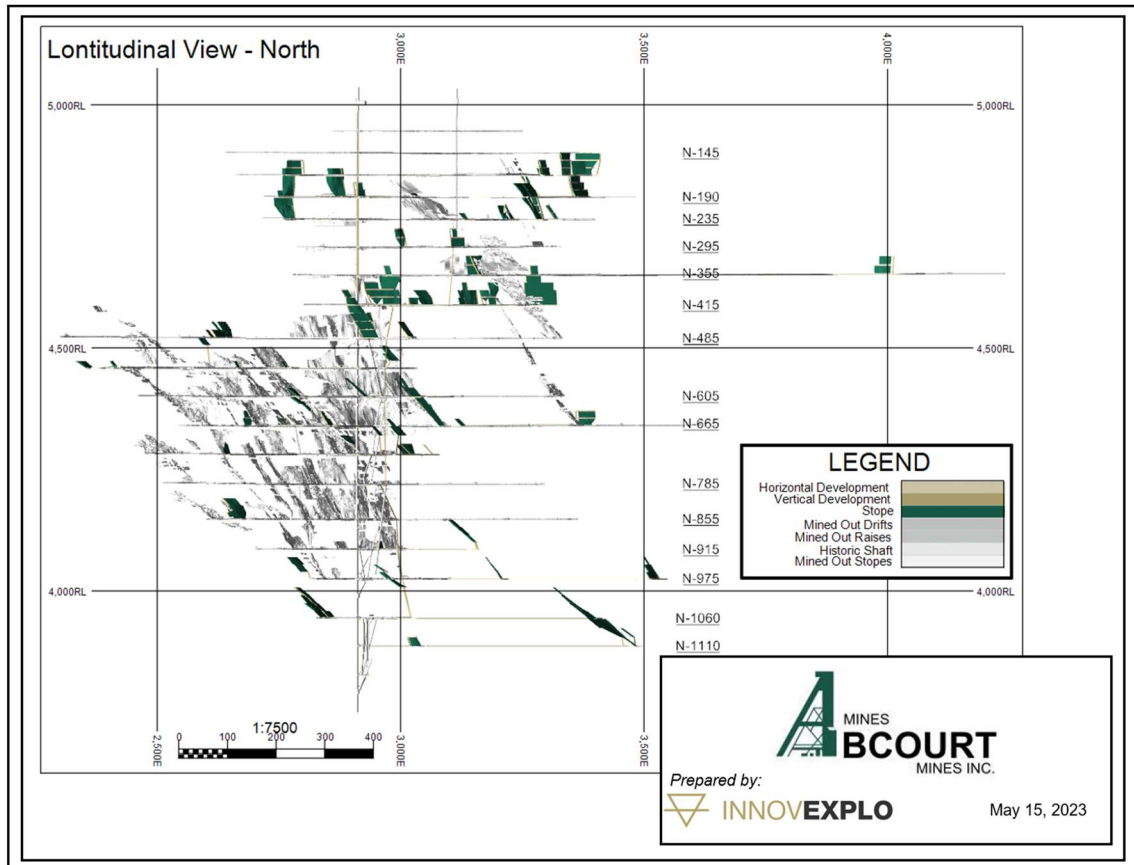 Lontitudinal View - North
3,000E
3,500E
4,000E
5,000RL
5,000RL
N-145
N-190
N-235
N-295
N-355
N-415
N-485
4,500RL
4,500RL
N-605
N-665
LEGEND
Horizontal Development
Vertical Development
Stope
Mined Out Drifts
Mined Out Raises
Historic Shaft
Mined Out Stopes
N-785
N-855
N-915
N-975
4,000RL
4,000RL
N-1060
N-1110
1:7500
0 100 200 300 400
2,500E
3,000E
3,500E
MINES
ABCOURT
MINES INC.
Prepared by:
INNOVEXPLO
May 15, 2023